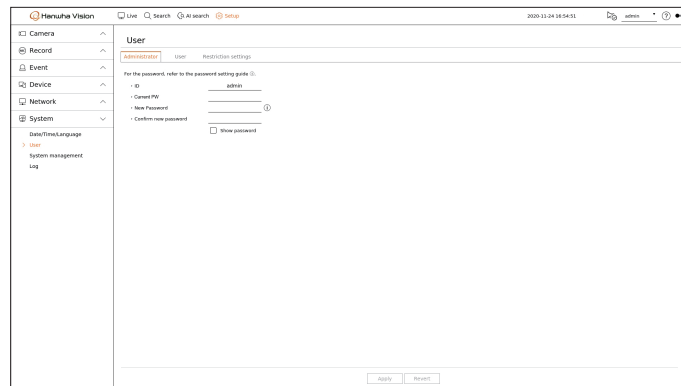 Hanwha Vision
Live Search AI search Setup
2020-11-24 16:54:51
admin
Camera
Record
Event
Device
Network
System
Date/Time/Language
> User
System management
Log
User
Administrator User Restriction settings
For the password, refer to the password setting guide ⓘ.
· ID admin
· Current PW
· New Password
· Confirm new password
Show password
Apply Revert